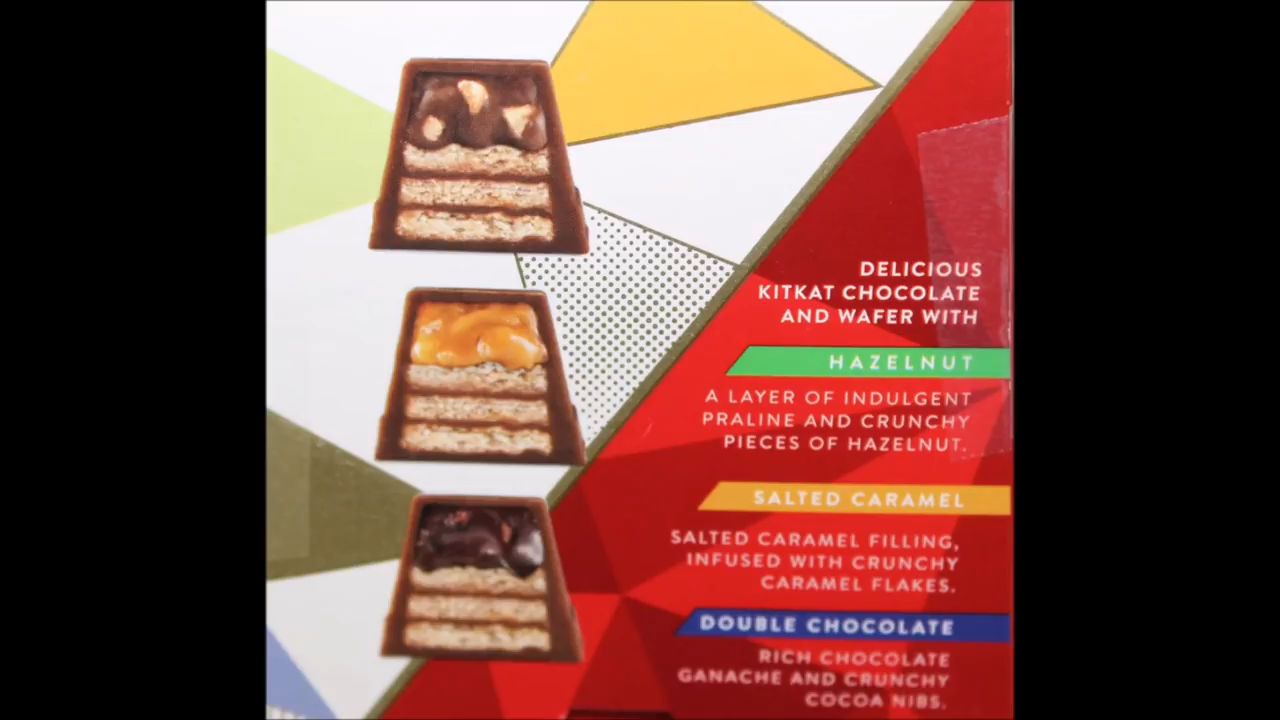 DELICIOUS
KITKAT CHOCOLATE
AND WAFER WITH
HAZELNUT
A LAYER OF INDULGENT
PRALINE AND CRUNCHY
PIECES OF HAZELNUT.
SALTED CARAMEL
SALTED CARAMEL FILLING,
INFUSED WITH CRUNCHY
CARAMEL FLAKES.
DOUBLE CHOCOLATE
RICH CHOCOLATE
GANACHE AND CRUNCHY
COCOA NIBS.